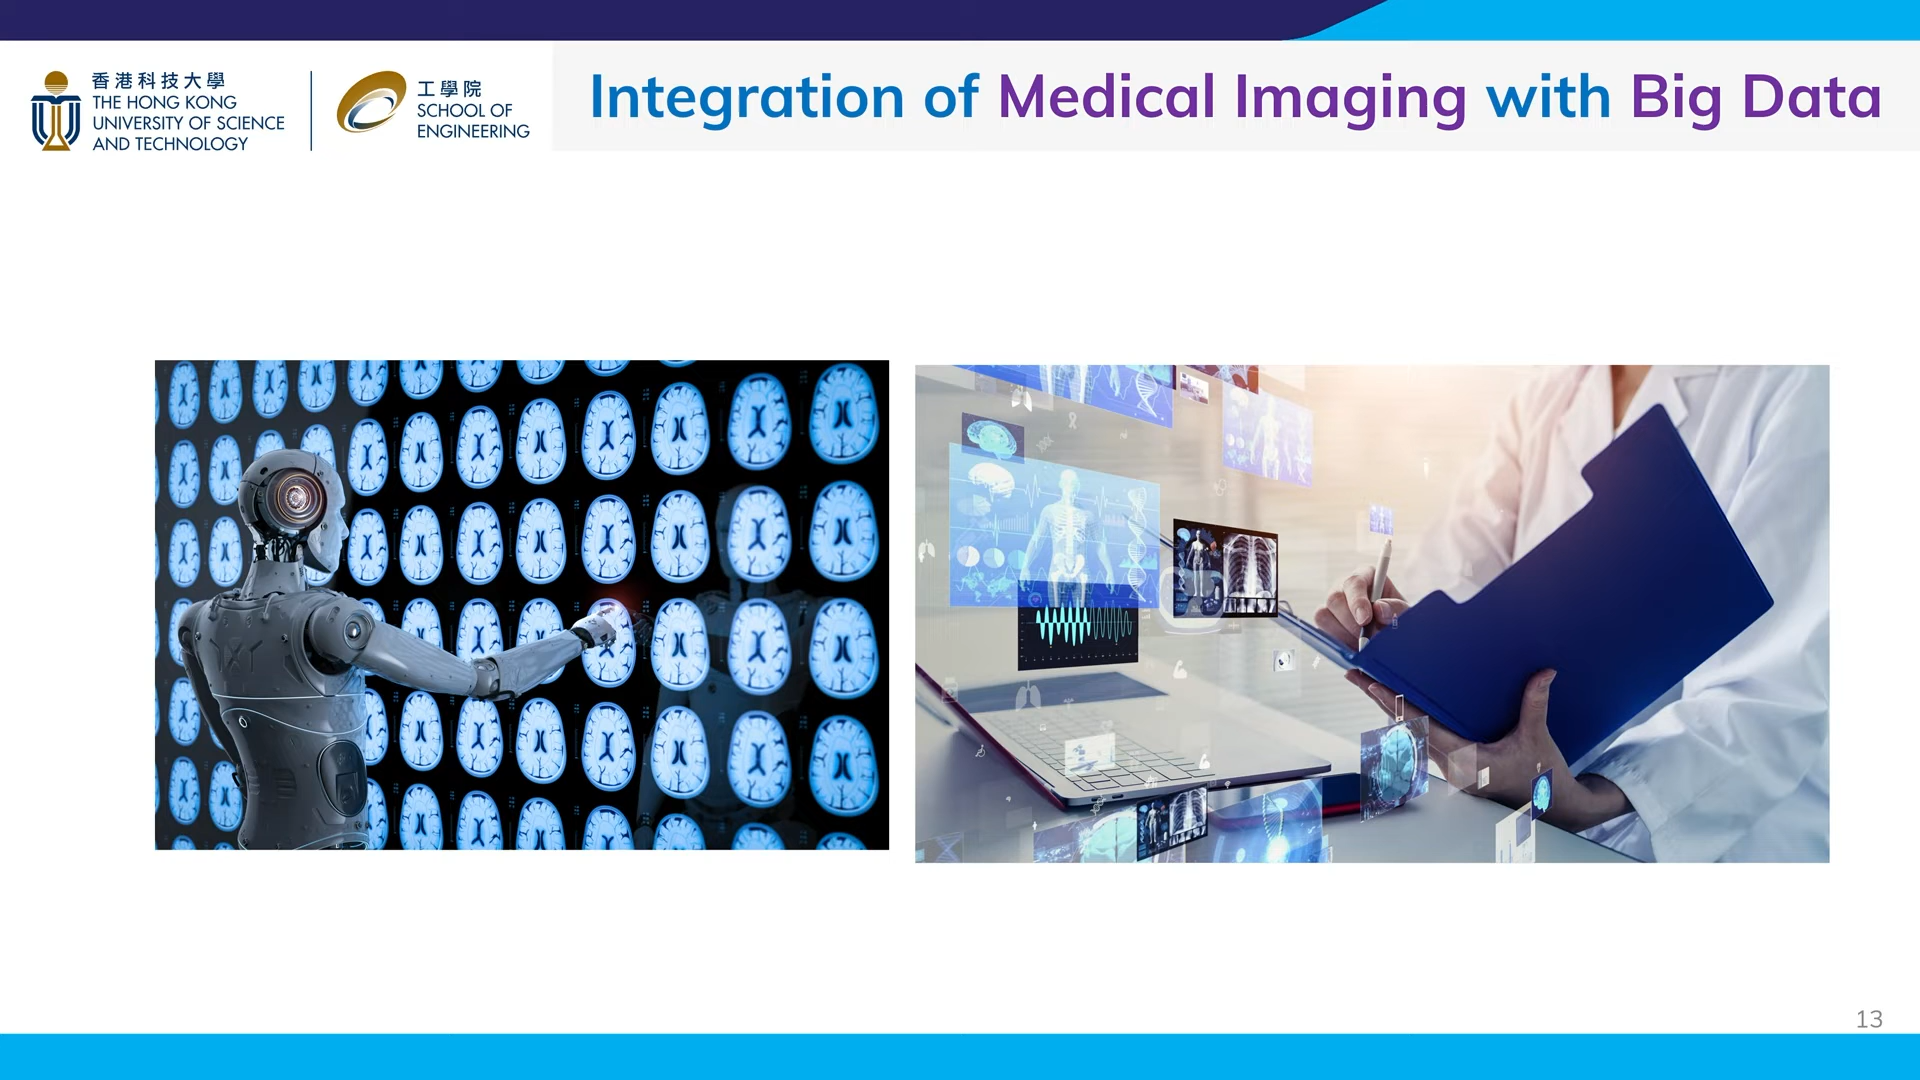 香港科技大學
THE HONG KONG
UNIVERSITY OF SCIENCE
AND TECHNOLOGY
工學院
SCHOOL OF
ENGINEERING
Integration of Medical Imaging with Big Data
13